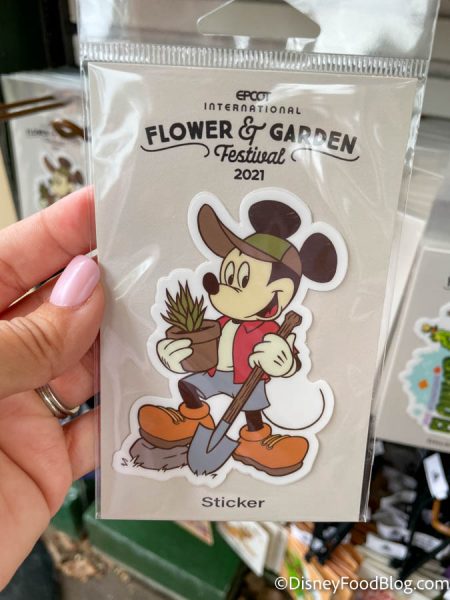 EPCOT
INTERNATIONAL
FLOWER & GARDEN
Festival
2021
Sticker
©DisneyFoodBlog.com